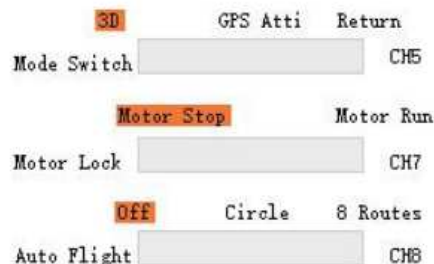 3D GPS Atti Return
Mode Switch CH5
Motor Stop Motor Run
Motor Lock CH7
Off Circle 8 Routes
Auto Flight CH8